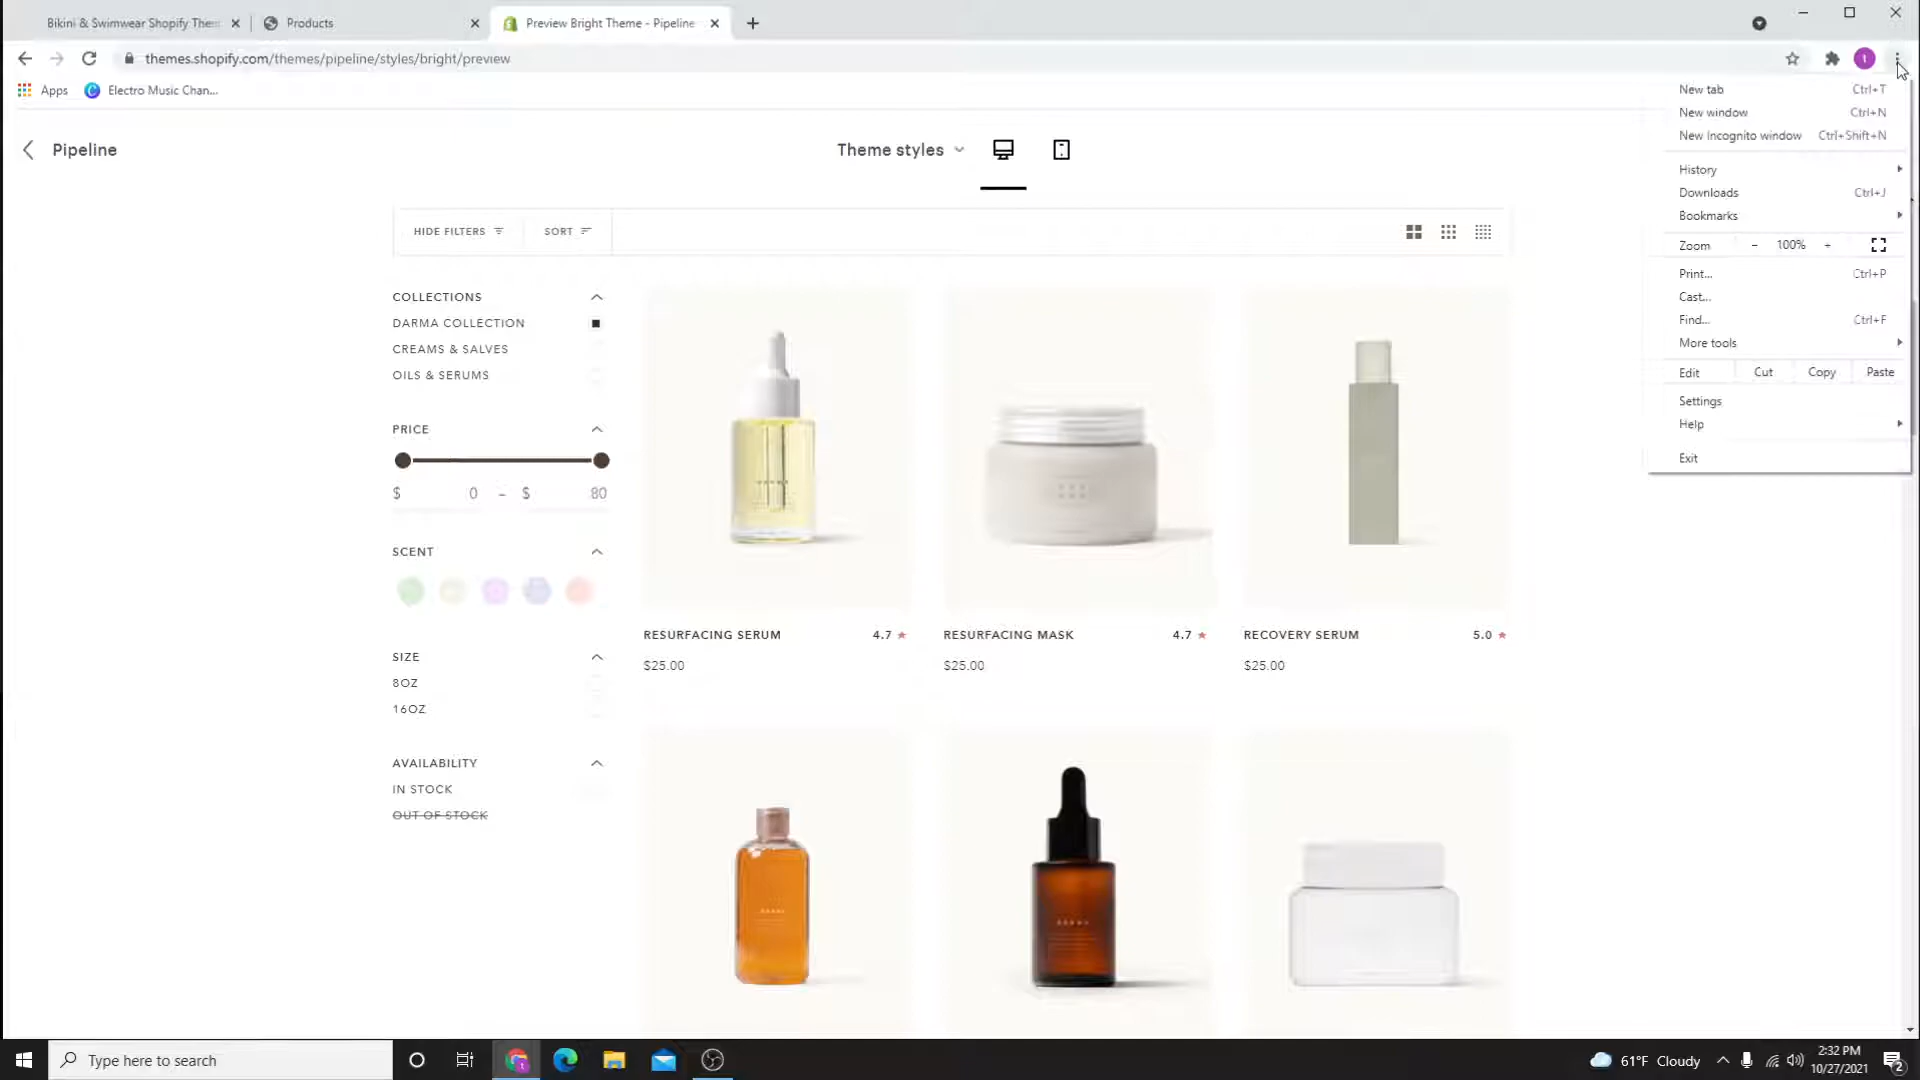 Bikini & Swimwear Shopify Them
Products
Preview Bright Theme - Pipeline
themes.shopify.com/themes/pipeline/styles/bright/preview
t
Apps
Electro Music Chan...
New tab Ctrl+T
New window Ctrl+N
New Incognito window Ctrl+Shift+N
History
Downloads Ctrl+J
Bookmarks
Zoom - 100% +
Print... Ctrl+P
Cast...
Find... Ctrl+F
More tools
Edit Cut Copy Paste
Settings
Help
Exit
Pipeline
Theme styles
HIDE FILTERS
SORT
COLLECTIONS
DARMA COLLECTION
CREAMS & SALVES
OILS & SERUMS
PRICE
$ 0 - $ 80
SCENT
SIZE
8OZ
16OZ
AVAILABILITY
IN STOCK
OUT OF STOCK
RESURFACING SERUM 4.7 ★
$25.00
RESURFACING MASK 4.7 ★
$25.00
RECOVERY SERUM 5.0 ★
$25.00
Type here to search
61°F Cloudy
2:32 PM
10/27/2021
2